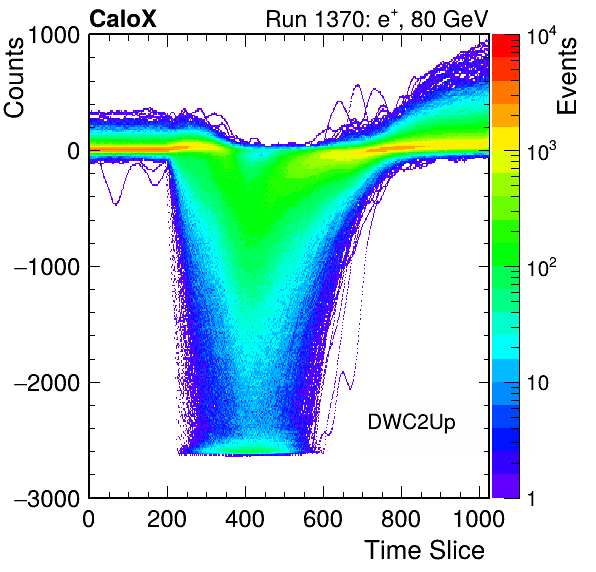 CaloX Run 1370: e⁺, 80 GeV
Counts
Events
1000
0
−1000
−2000
−3000
0 200 400 600 800 1000
Time Slice
DWC2Up
10⁴
10³
10²
10
1